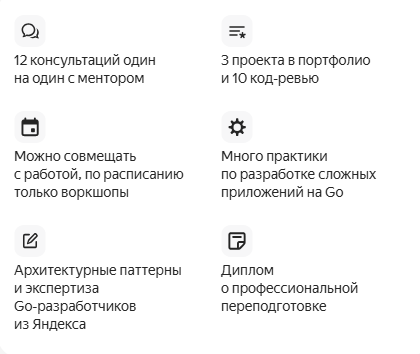 12 консультаций один
на один с ментором
3 проекта в портфолио
и 10 код-ревью
Можно совмещать
с работой, по расписанию
только воркшопы
Много практики
по разработке сложных
приложений на Go
Архитектурные паттерны
и экспертиза
Go-разработчиков
из Яндекса
Диплом
о профессиональной
переподготовке